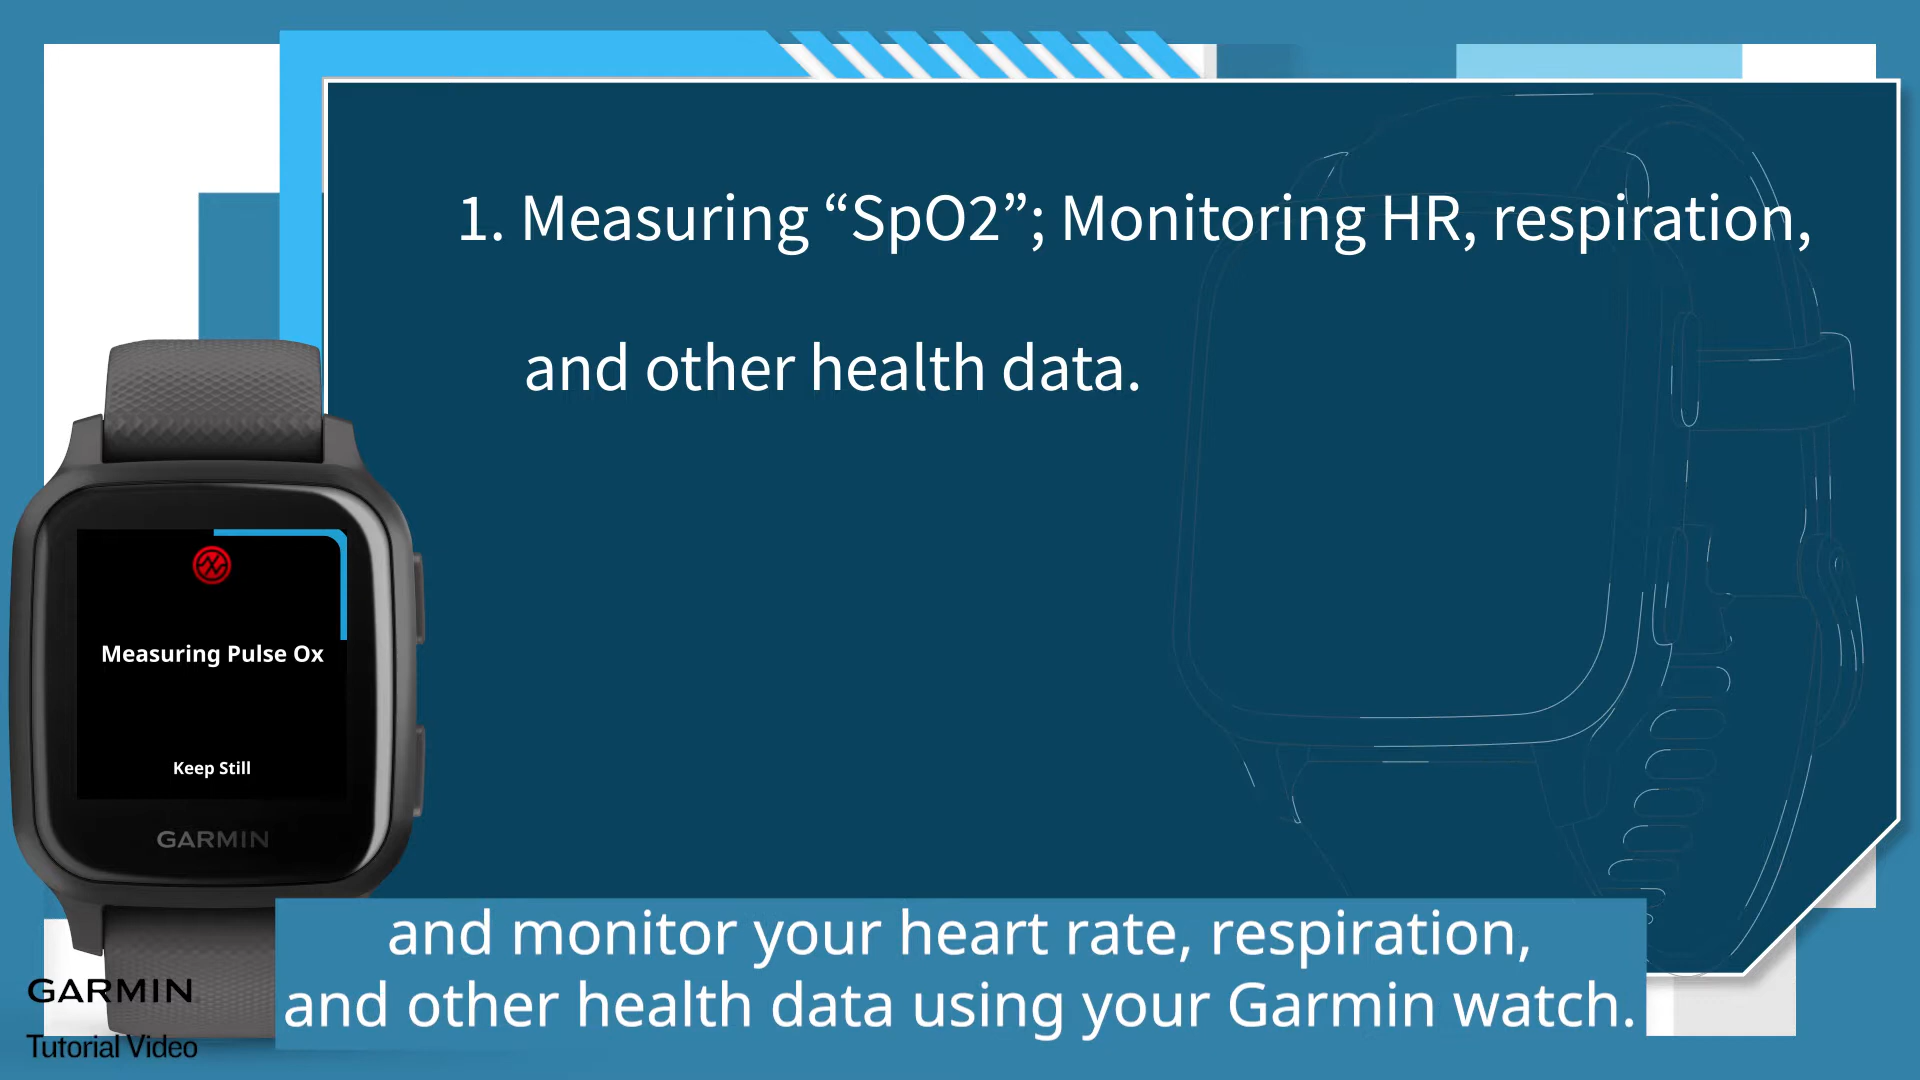 1. Measuring “SpO2”; Monitoring HR, respiration,
and other health data.
Measuring Pulse Ox
Keep Still
GARMIN
and monitor your heart rate, respiration,
and other health data using your Garmin watch.
GARMIN
Tutorial Video